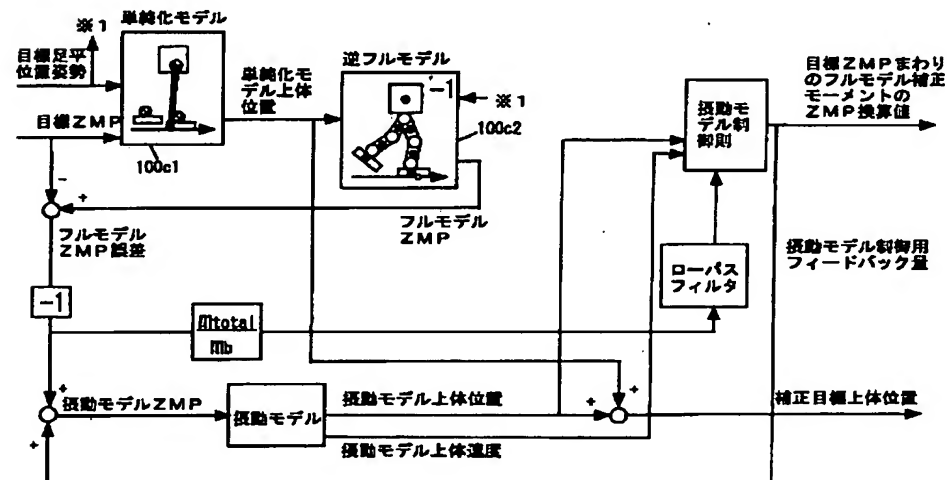 ※1
単純化モデル
目標足平
位置姿勢
目標ZMP
100c1
単純化モ
デル上体
位置
逆フルモデル
-1
※1
100c2
摂動モ
デル制
御則
目標ZMPまわり
のフルモデル補正
モーメントの
ZMP換算値
-
+
フルモデル
ZMP誤差
フルモデル
ZMP
摂動モデル制御用
フィードバック量
ローパス
フィルタ
-1
Mtotal
Mb
+
摂動モデルZMP
+
摂動モデル
摂動モデル上体位置
摂動モデル上体速度
+
+
補正目標上体位置